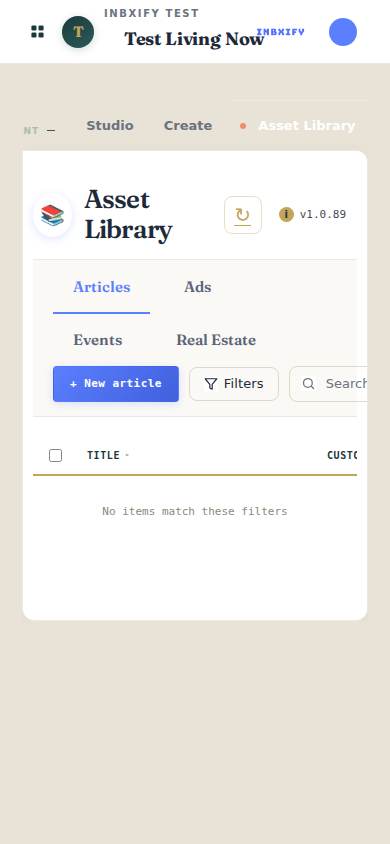 INBXIFY TEST
T
Test Living Now
INBXIFY
NT —
Studio
Create
Asset Library
Asset
Library
↻
i v1.0.89
Articles
Ads
Events
Real Estate
+ New article
Filters
Search
TITLE
CUSTO
No items match these filters